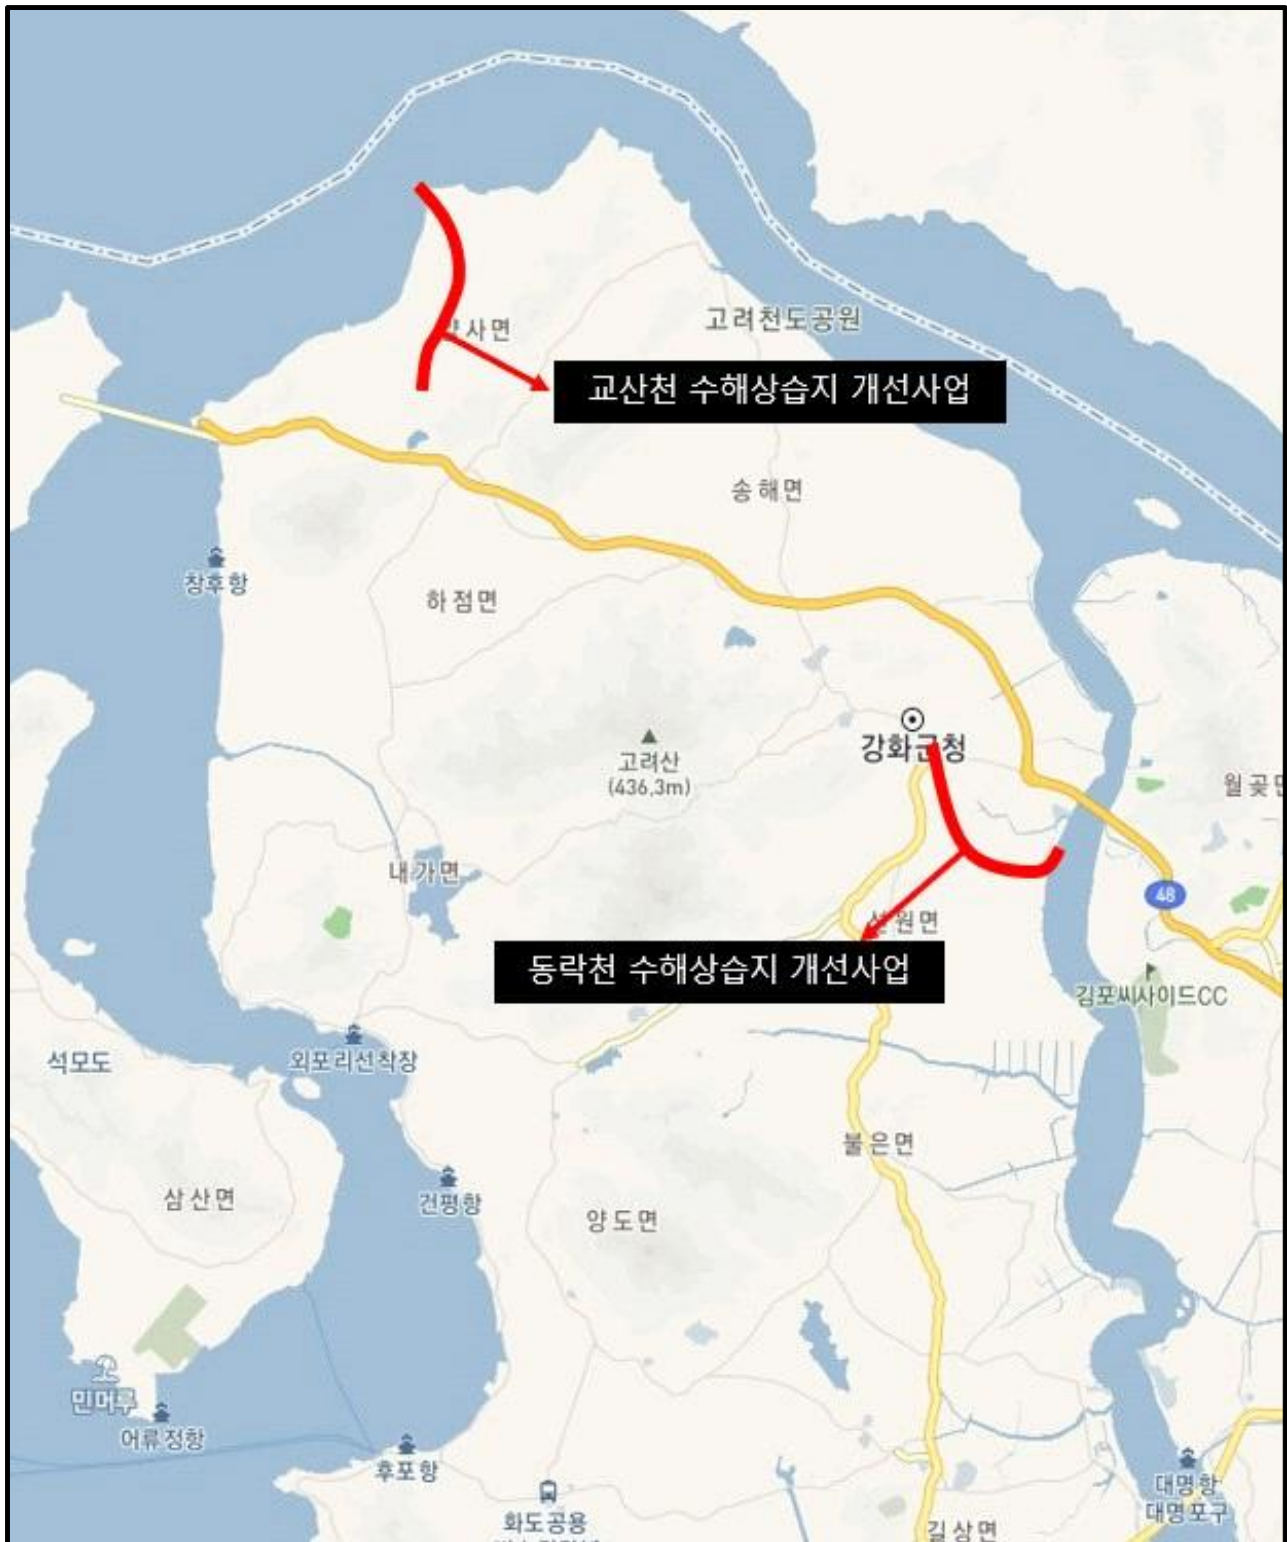 고려천도공원
사면
교산천 수해상습지 개선사업
송해면
창후항
하점면
강화군청
고려산
(436.3m)
월곶면
내가면
48
선원면
동락천 수해상습지 개선사업
김포씨사이드CC
석모도
외포리선착장
불은면
삼산면
건평항
양도면
민머루
어류정항
후포항
대명항
대명포구
화도공용
길상면